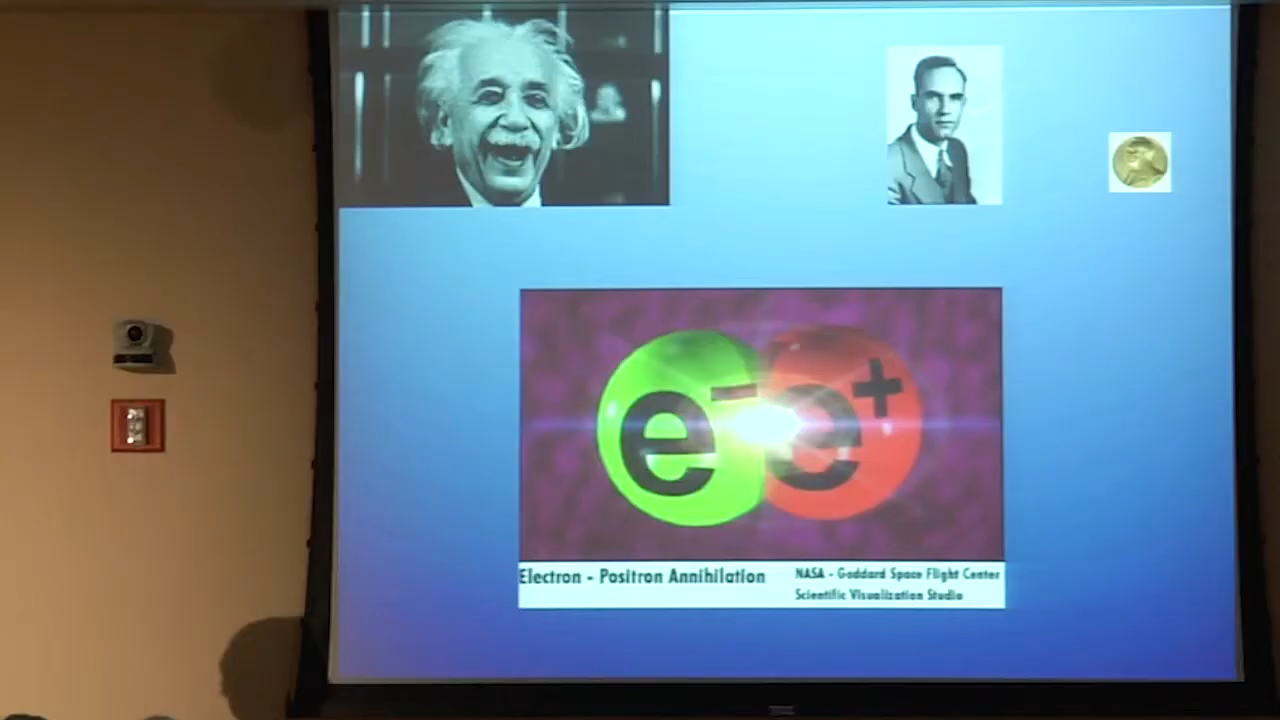 e⁻ e⁺
Electron - Positron Annihilation
NASA - Goddard Space Flight Center
Scientific Visualization Studio